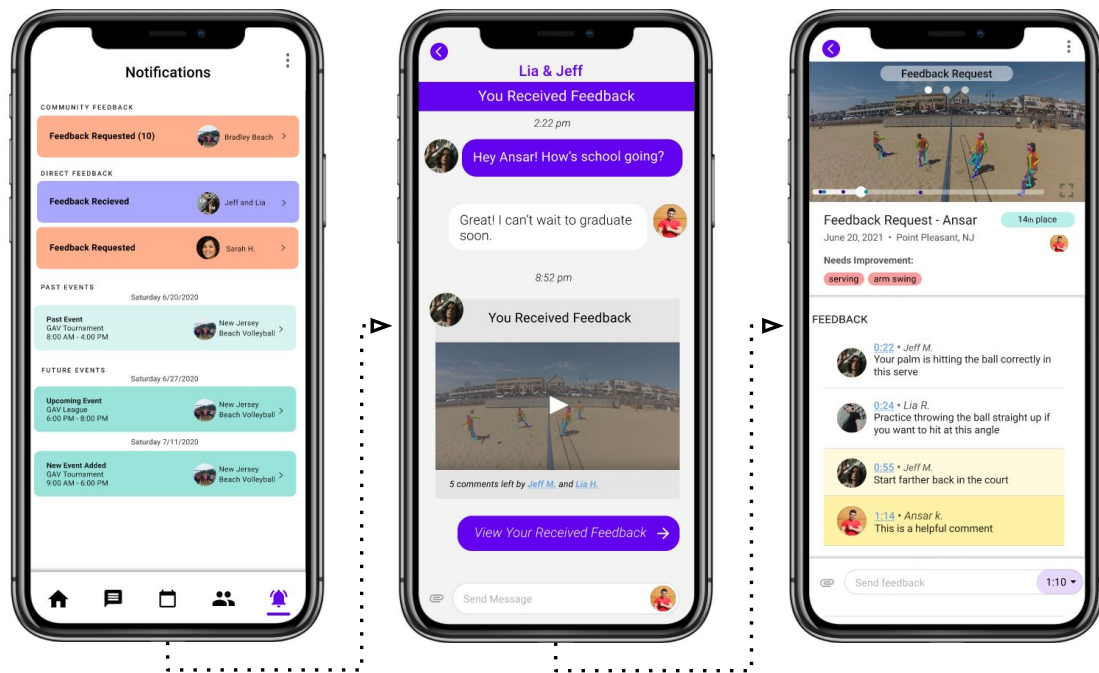 Notifications
COMMUNITY FEEDBACK
Feedback Requested (10)
Bradley Beach
DIRECT FEEDBACK
Feedback Recieved
Jeff and Lia
Feedback Requested
Sarah H.
PAST EVENTS
Saturday 6/20/2020
Past Event
GAV Tournament
8:00 AM - 4:00 PM
New Jersey
Beach Volleyball
FUTURE EVENTS
Saturday 6/27/2020
Upcoming Event
GAV League
6:00 PM - 8:00 PM
New Jersey
Beach Volleyball
Saturday 7/11/2020
New Event Added
GAV Tournament
9:00 AM - 6:00 PM
New Jersey
Beach Volleyball
Lia & Jeff
You Received Feedback
2:22 pm
Hey Ansar! How's school going?
Great! I can't wait to graduate
soon.
8:52 pm
You Received Feedback
5 comments left by Jeff M. and Lia H.
View Your Received Feedback
Send Message
Feedback Request
Feedback Request - Ansar
14th place
June 20, 2021 • Point Pleasant, NJ
Needs Improvement:
serving
arm swing
FEEDBACK
0:22 • Jeff M.
Your palm is hitting the ball correctly in
this serve
0:24 • Lia R.
Practice throwing the ball straight up if
you want to hit at this angle
0:55 • Jeff M.
Start farther back in the court
1:14 • Ansar k.
This is a helpful comment
Send feedback
1:10